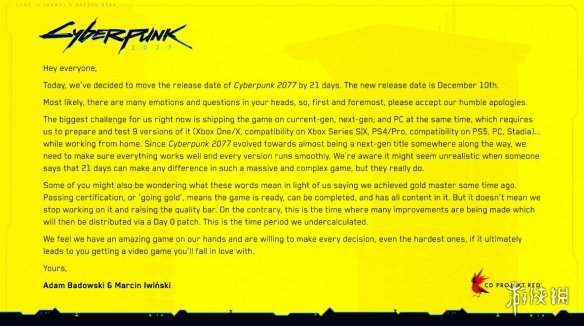 Cyberpunk
2077
Hey everyone,
Today, we've decided to move the release date of Cyberpunk 2077 by 21 days. The new release date is December 10th.
Most likely, there are many emotions and questions in your heads, so, first and foremost, please accept our humble apologies.
The biggest challenge for us right now is shipping the game on current-gen, next-gen, and PC at the same time, which requires
us to prepare and test 9 versions of it (Xbox One/X, compatibility on Xbox Series S|X, PS4/Pro, compatibility on PS5, PC, Stadia)...
while working from home. Since Cyberpunk 2077 evolved towards almost being a next-gen title somewhere along the way, we
need to make sure everything works well and every version runs smoothly. We're aware it might seem unrealistic when someone
says that 21 days can make any difference in such a massive and complex game, but they really do.
Some of you might also be wondering what these words mean in light of us saying we achieved gold master some time ago.
Passing certification, or 'going gold', means the game is ready, can be completed, and has all content in it. But it doesn't mean we
stop working on it and raising the quality bar. On the contrary, this is the time where many improvements are being made which
will then be distributed via a Day 0 patch. This is the time period we undercalculated.
We feel we have an amazing game on our hands and are willing to make every decision, even the hardest ones, if it ultimately
leads to you getting a video game you'll fall in love with.
Yours,
Adam Badowski & Marcin Iwiński
CD PROJEKT RED
游侠网